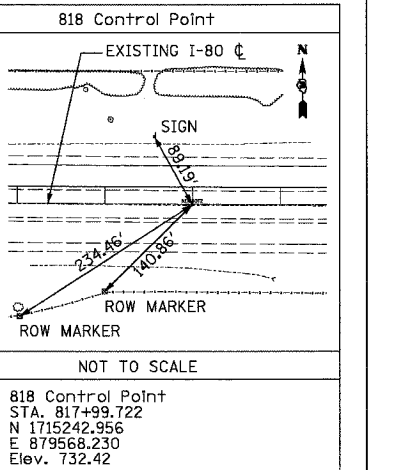 818 Control Point
EXISTING I-80 ℄
N
SIGN
89.19'
234.46'
140.86'
ROW MARKER
ROW MARKER
NOT TO SCALE
818 Control Point
STA. 817+99.722
N 1715242.956
E 879568.230
Elev. 732.42